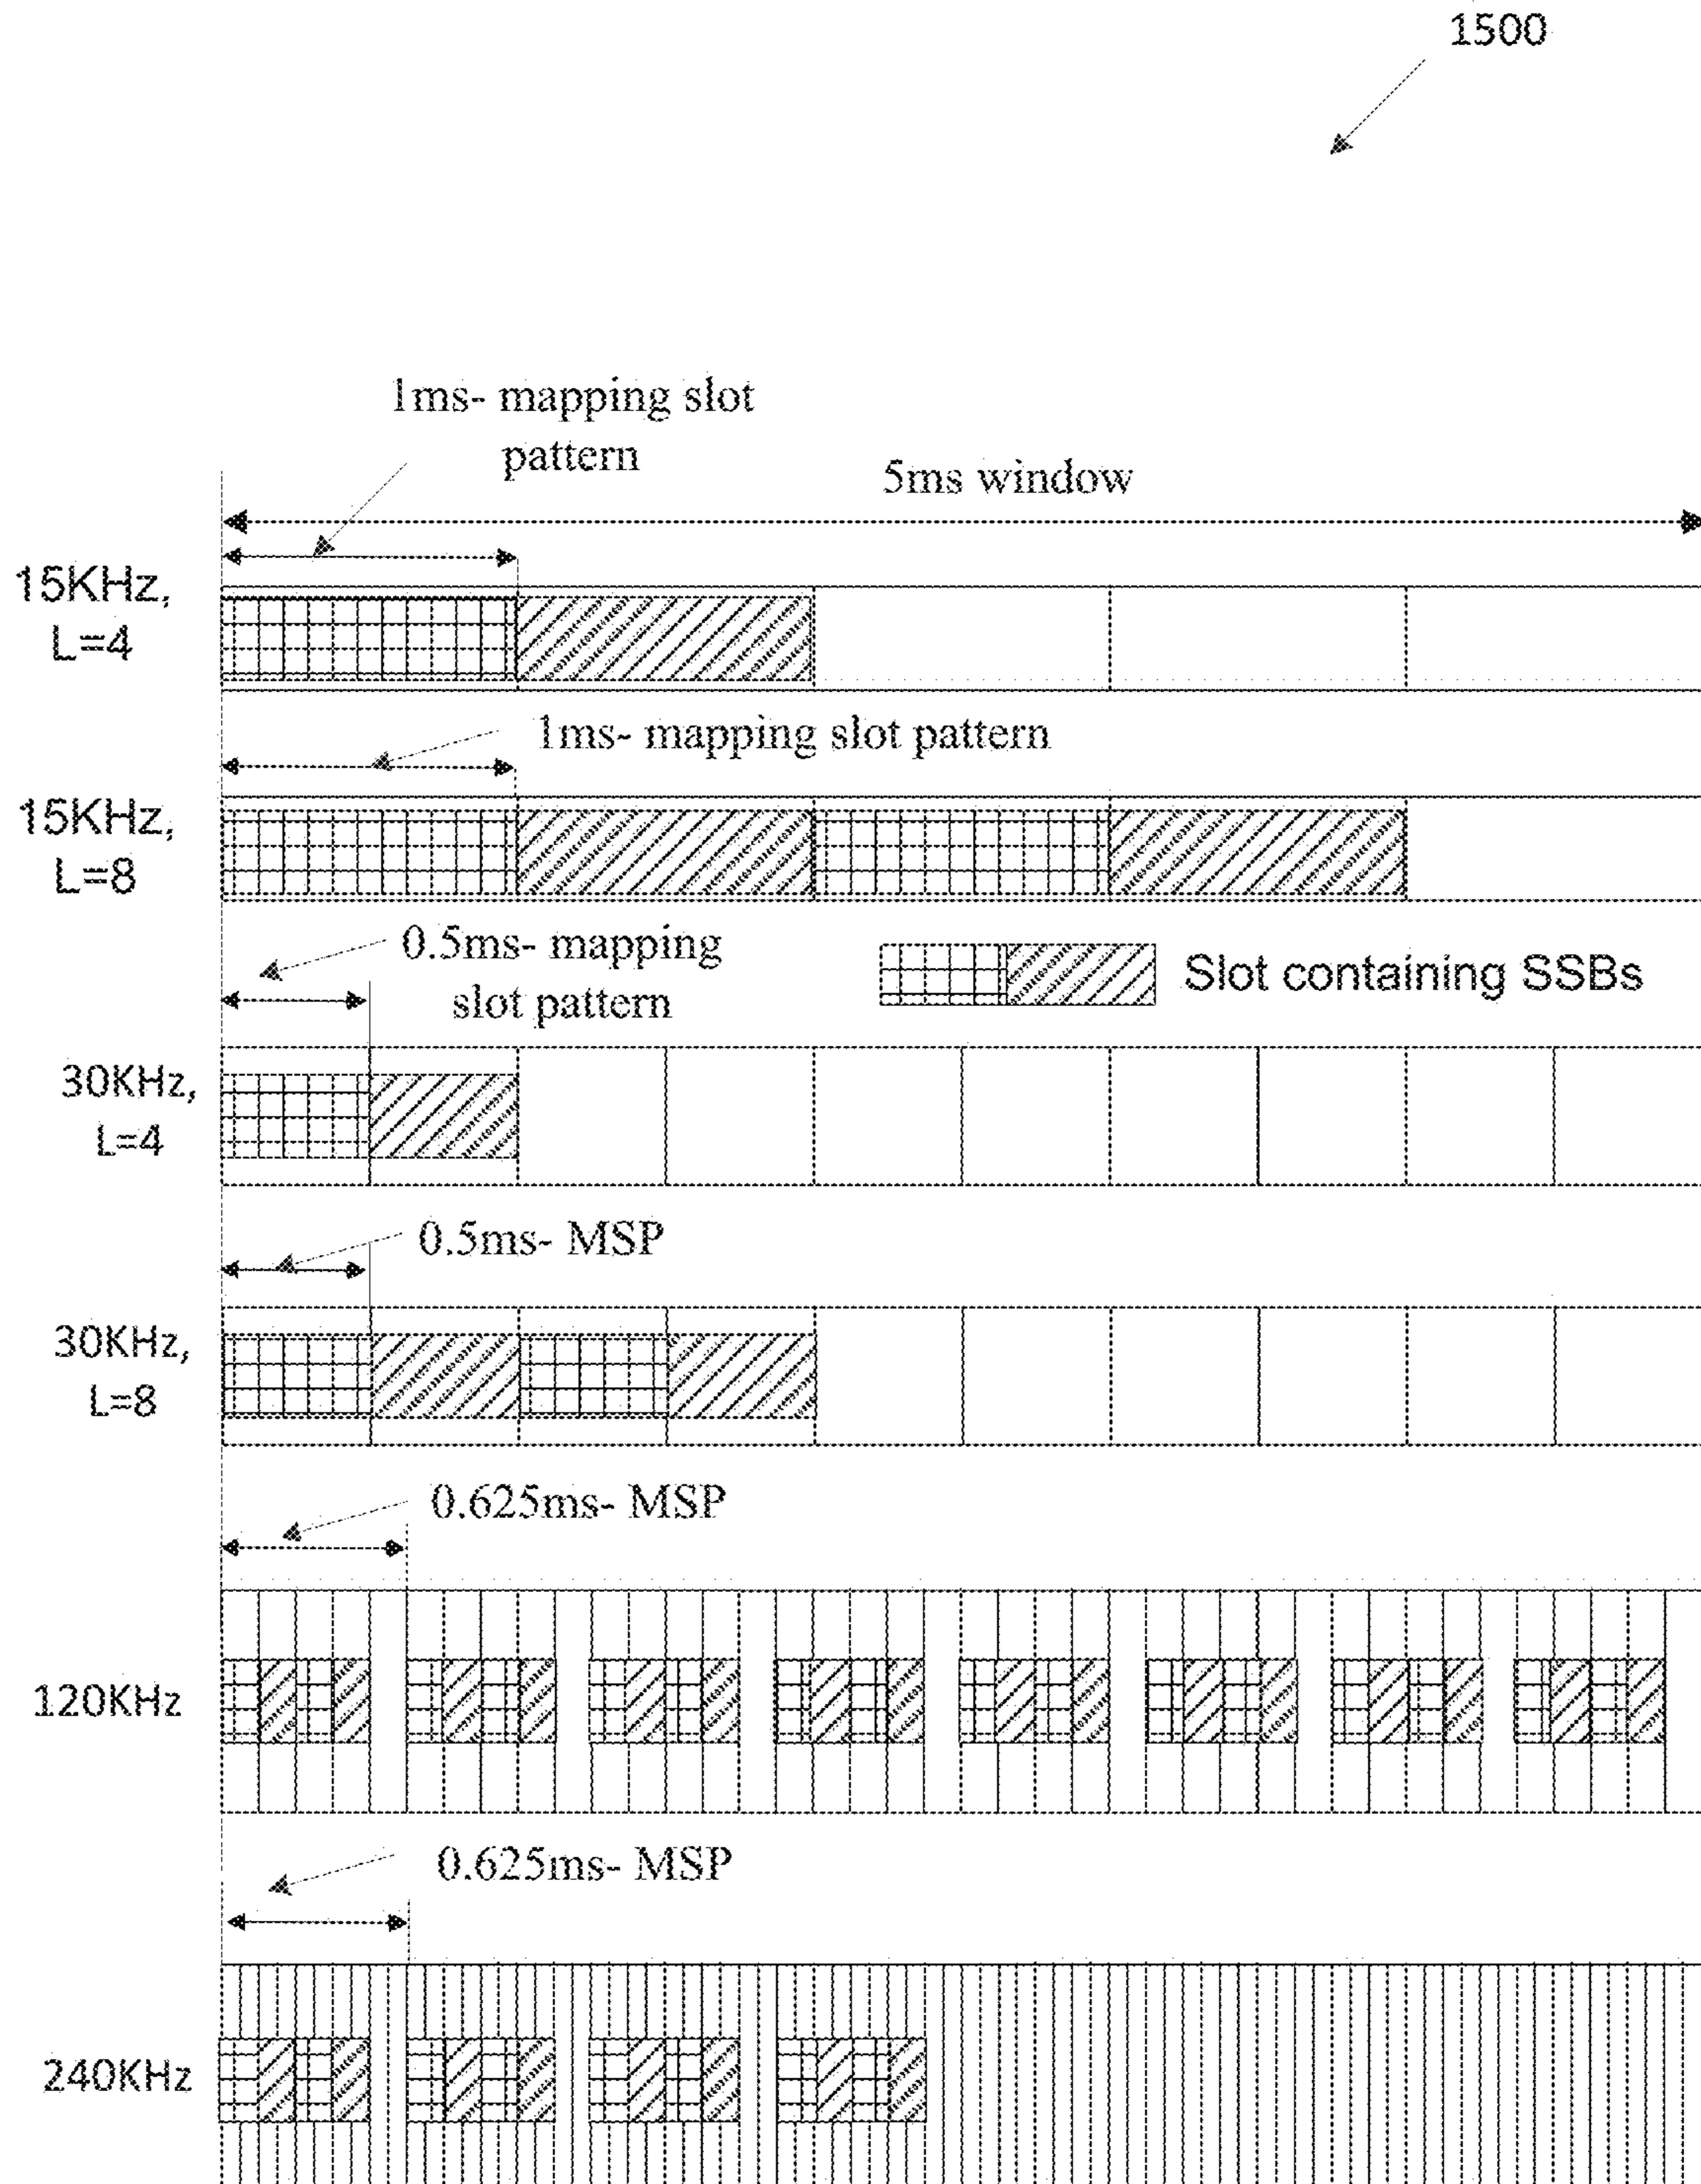 1500
1ms- mapping slot
pattern
5ms window
15KHz,
L=4
1ms- mapping slot pattern
15KHz,
L=8
0.5ms- mapping
slot pattern
Slot containing SSBs
30KHz,
L=4
0.5ms- MSP
30KHz,
L=8
0.625ms- MSP
120KHz
0.625ms- MSP
240KHz